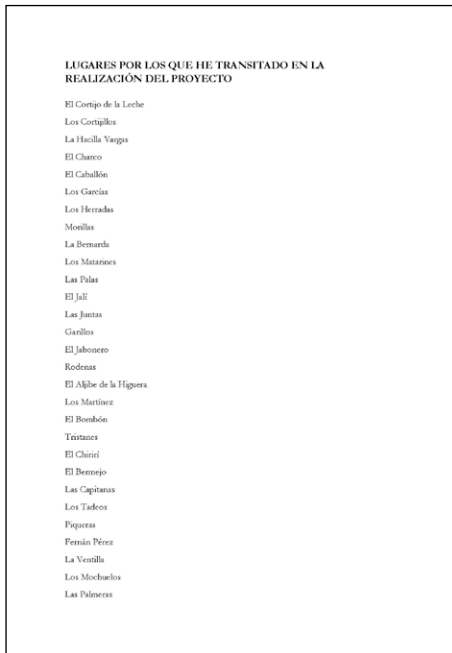 LUGARES POR LOS QUE HE TRANSITADO EN LA
REALIZACIÓN DEL PROYECTO
El Cortijo de la Leche
Los Cortijillos
La Hacilla Vargas
El Charco
El Caballón
Los Garcías
Los Herradas
Morillas
La Bernarda
Los Matarines
Las Palas
El Jalí
Las Juntas
Garillos
El Jabonero
Rodenas
El Aljibe de la Higuera
Los Martínez
El Bombón
Tristanes
El Chirirí
El Bermejo
Las Capitanas
Los Tadeos
Piqueras
Fernán Pérez
La Ventilla
Los Mochuelos
Las Palmeras